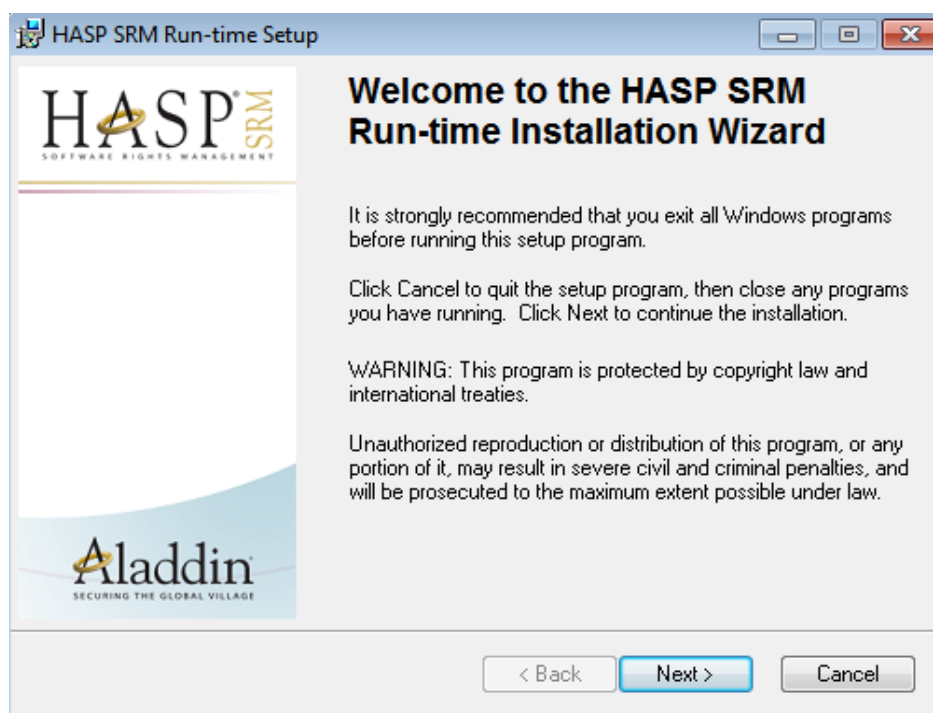 HASP SRM Run-time Setup
HASP SRM
SOFTWARE RIGHTS MANAGEMENT
Welcome to the HASP SRM
Run-time Installation Wizard
It is strongly recommended that you exit all Windows programs
before running this setup program.
Click Cancel to quit the setup program, then close any programs
you have running.  Click Next to continue the installation.
WARNING: This program is protected by copyright law and
international treaties.
Unauthorized reproduction or distribution of this program, or any
portion of it, may result in severe civil and criminal penalties, and
will be prosecuted to the maximum extent possible under law.
Aladdin
SECURING THE GLOBAL VILLAGE
< Back
Next >
Cancel